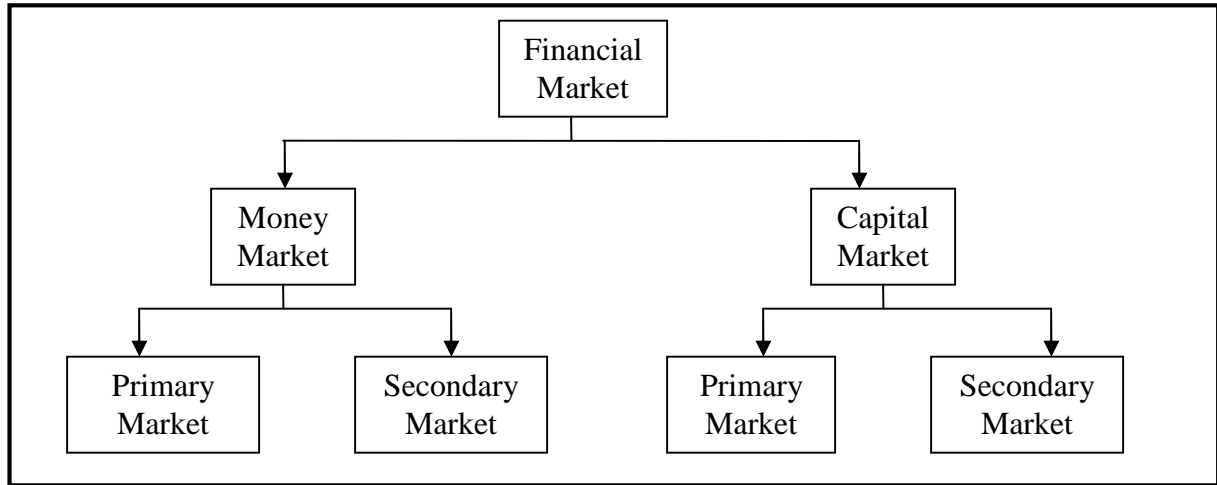 Financial
Market
Money
Market
Capital
Market
Primary
Market
Secondary
Market
Primary
Market
Secondary
Market